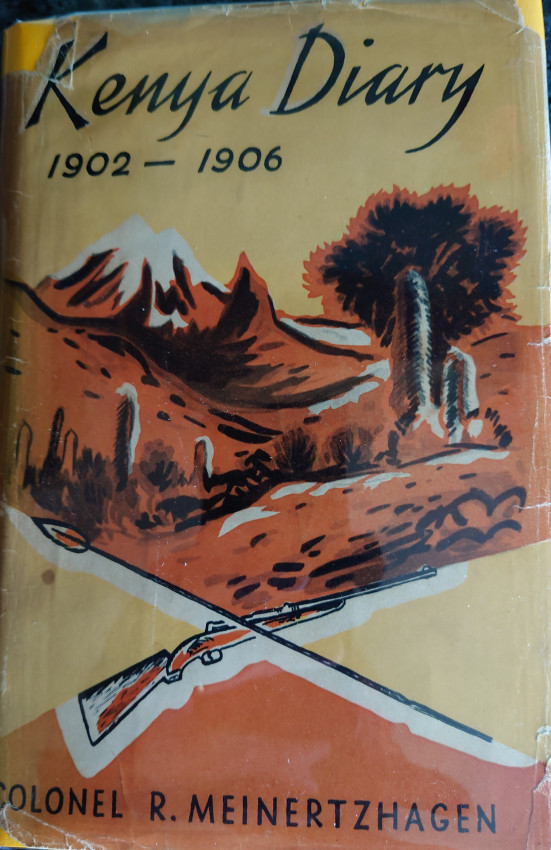 Kenya Diary
1902 – 1906
COLONEL R. MEINERTZHAGEN